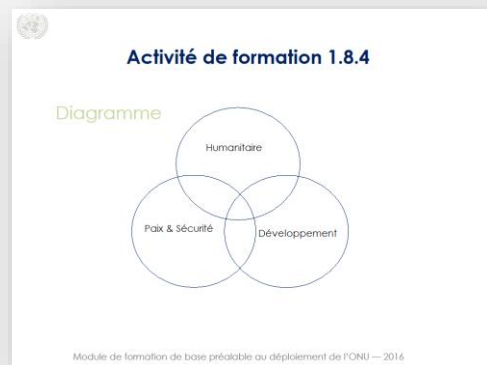 Activité de formation 1.8.4
Diagramme
Humanitaire
Paix & Sécurité
Développement
Module de formation de base préalable au déploiement de l'ONU — 2016